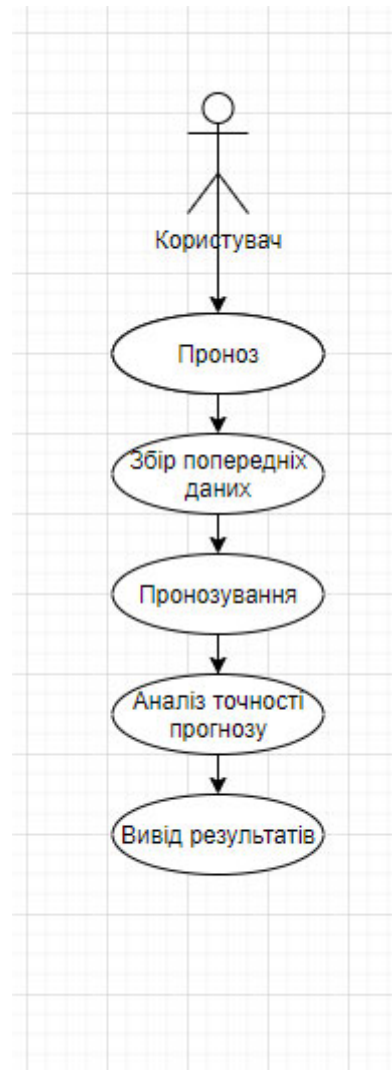 Користувач
Проноз
Збір попередніх
даних
Пронозування
Аналіз точності
прогнозу
Вивід результатів